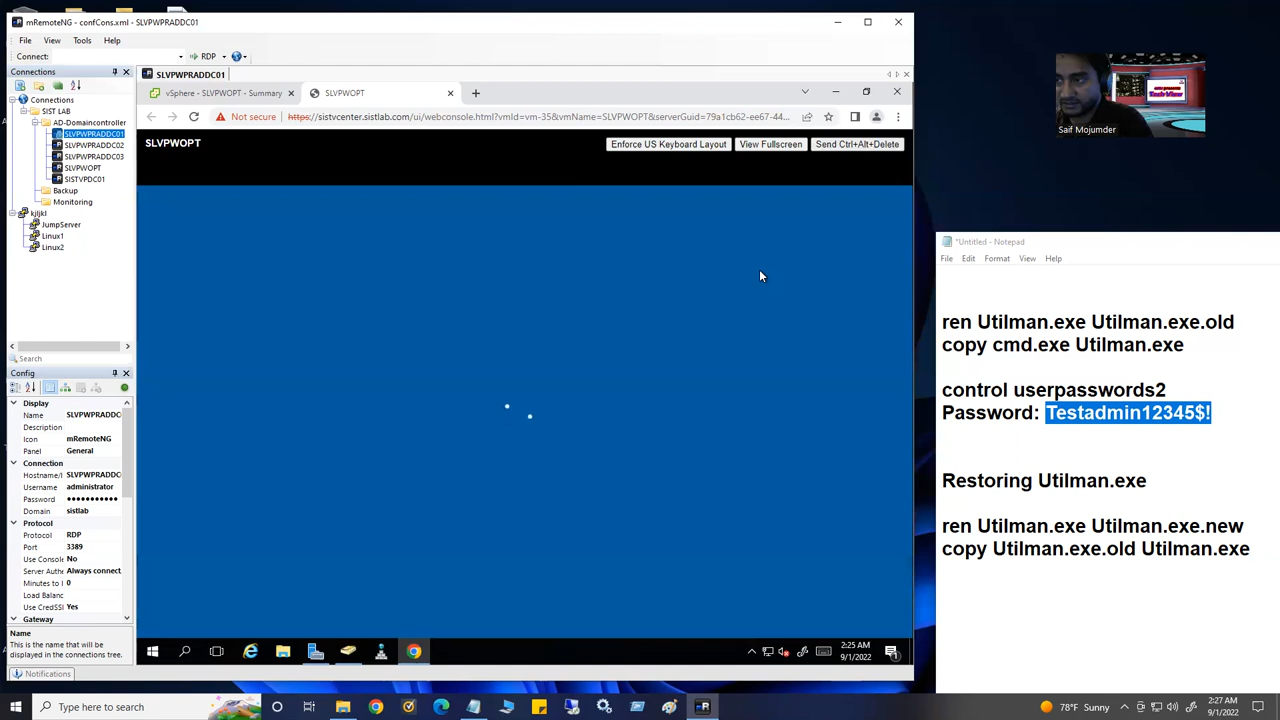 mRemoteNG - confCons.xml - SLVPWPRADDC01
File View Tools Help
Connect: RDP
Connections
SLVPWPRADDC01
Connections
SIST LAB
AD-Domaincontroller
SLVPWPRADDC01
SLVPWPRADDC02
SLVPWPRADDC03
SLVPWOPT
SISTVPDC01
Backup
Monitoring
kjljkl
JumpServer
Linux1
Linux2
Search
Config
Display
Name SLVPWPRADDC
Description
Icon mRemoteNG
Panel General
Connection
Hostname/I SLVPWPRADDC
Username administrator
Password
Domain sistlab
Protocol
Protocol RDP
Port 3389
Use Console No
Server Authe Always connect
Minutes to I 0
Load Balanc
Use CredSSI Yes
Gateway
Name
This is the name that will be
displayed in the connections tree.
Notifications
vSphere - SLVPWOPT - Summary
SLVPWOPT
Not secure https://sistvcenter.sistlab.com/ui/webconsole.html?vmId=vm-35&vmName=SLVPWOPT&serverGuid=79a1cb62-ee67-44...
SLVPWOPT
Enforce US Keyboard Layout View Fullscreen Send Ctrl+Alt+Delete
2:25 AM
9/1/2022
Saif Mojumder
*Untitled - Notepad
File Edit Format View Help
ren Utilman.exe Utilman.exe.old
copy cmd.exe Utilman.exe
control userpasswords2
Password: Testadmin12345$!
Restoring Utilman.exe
ren Utilman.exe Utilman.exe.new
copy Utilman.exe.old Utilman.exe
Type here to search
78°F Sunny
2:27 AM
9/1/2022